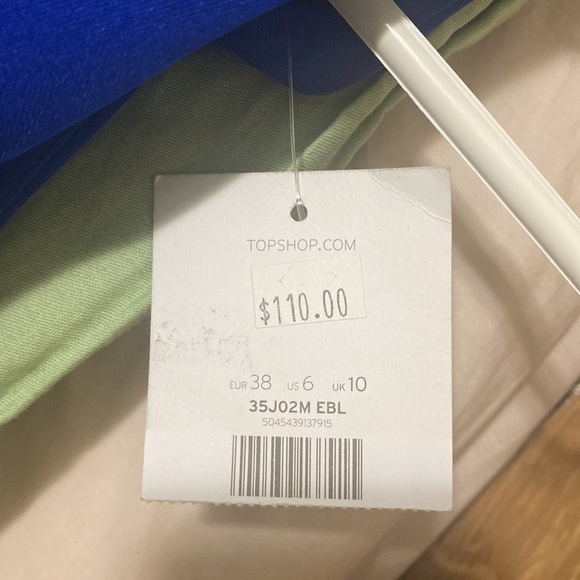 TOPSHOP.COM
$110.00
EUR 38 US 6 UK 10
35J02M EBL
5045439137915